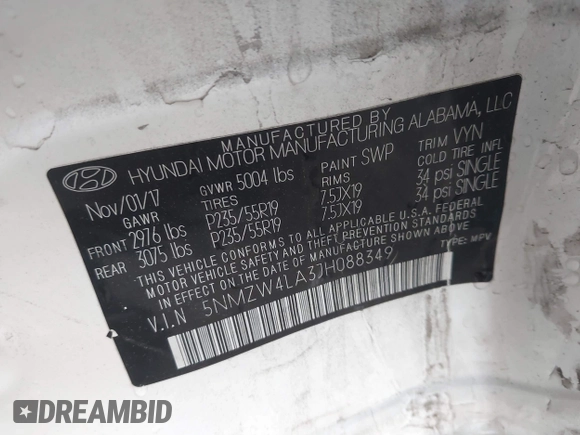 MANUFACTURED BY
HYUNDAI MOTOR MANUFACTURING ALABAMA, LLC
Nov/01/17 GVWR 5004 lbs PAINT SWP TRIM VYN
GAWR TIRES RIMS COLD TIRE INFL
FRONT 2976 lbs P235/55R19 7.5JX19 34 psi SINGLE
REAR 3075 lbs P235/55R19 7.5JX19 34 psi SINGLE
THIS VEHICLE CONFORMS TO ALL APPLICABLE U.S. FEDERAL
MOTOR VEHICLE SAFETY AND THEFT PREVENTION STANDARDS
IN EFFECT ON THE DATE OF MANUFACTURE SHOWN ABOVE.
V.I.N 5NMZW4LA3JH088349 TYPE: MPV
DREAMBID